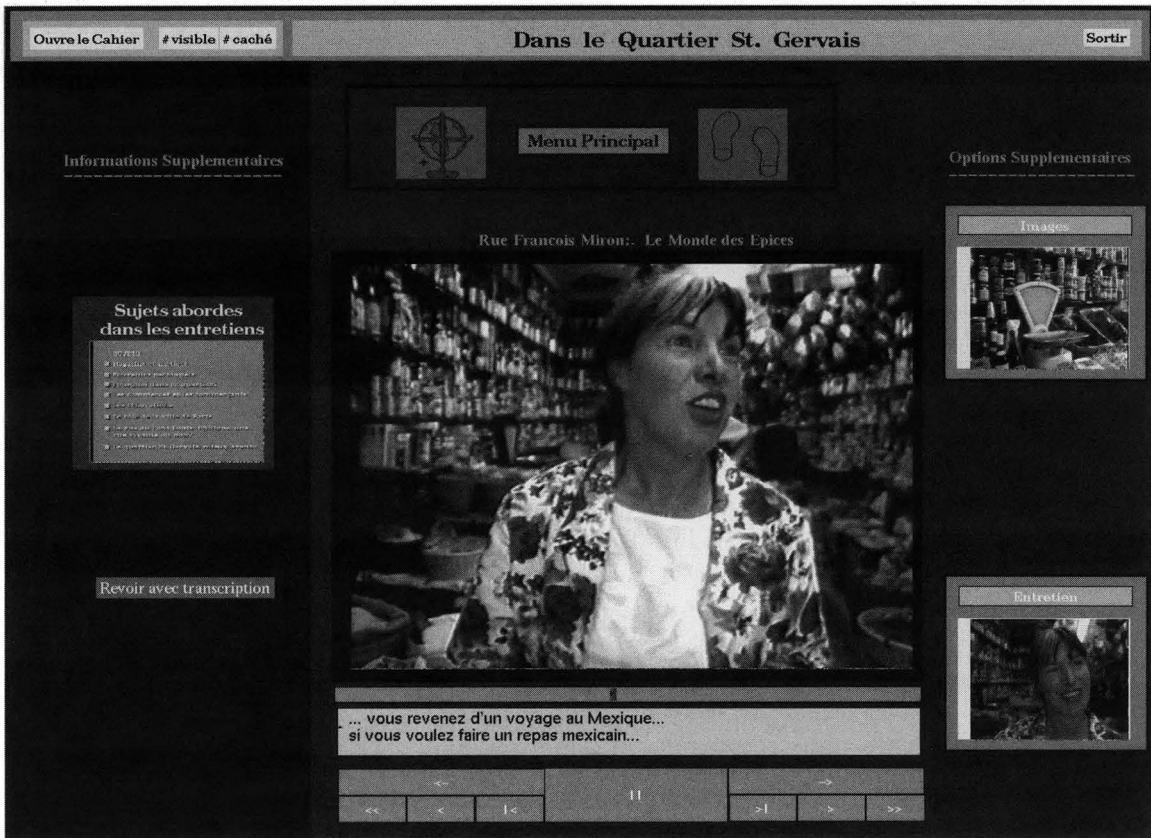 Ouvre le Cahier
# visible # caché
Dans le Quartier St. Gervais
Sortir
Menu Principal
Informations Supplementaires
Options Supplementaires
Images
Rue Francois Miron:. Le Monde des Epices
Sujets abordes
dans les entretiens
Revoir avec transcription
Entretien
... vous revenez d'un voyage au Mexique...
si vous voulez faire un repas mexicain...
<-
||
->
<<
<
|<
>|
>
>>